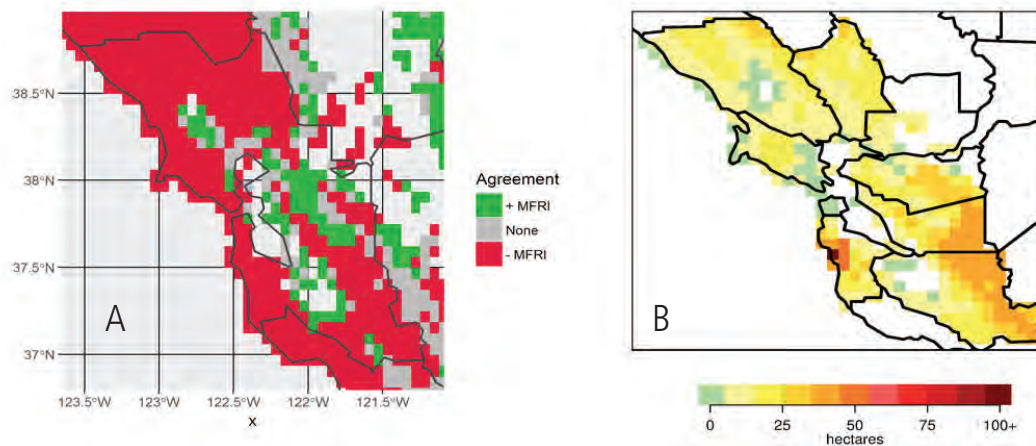 38.5°N
38°N
37.5°N
37°N
A
123.5°W 123°W 122.5°W 122°W 121.5°W
x
Agreement
+ MFRI
None
- MFRI
B
0 25 50 75 100+
hectares